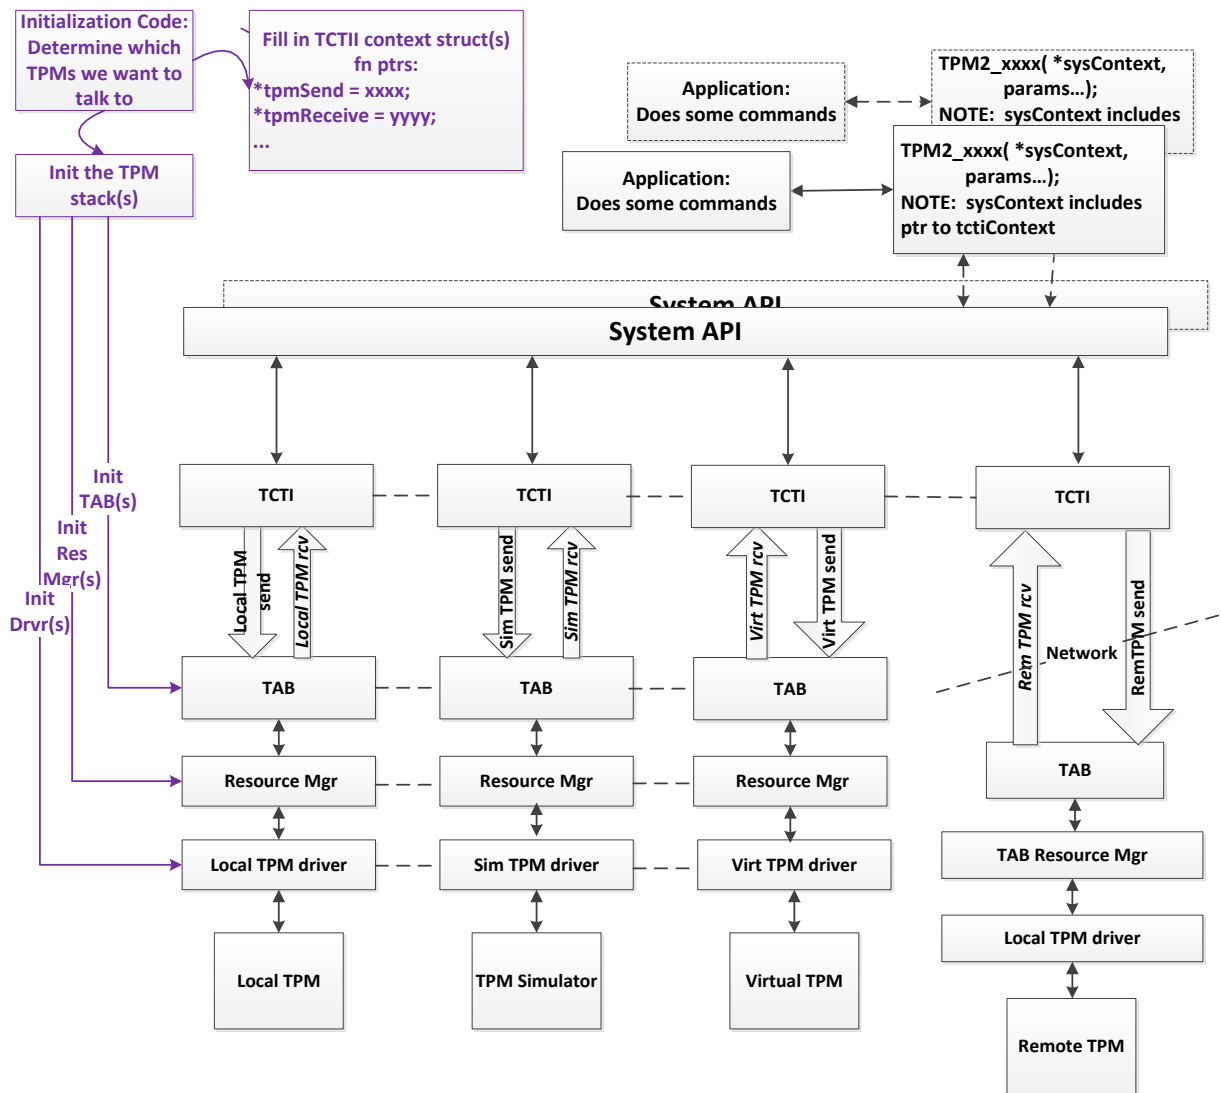 Initialization Code:
Determine which
TPMs we want to
talk to
Fill in TCTII context struct(s)
fn ptrs:
*tpmSend = xxxx;
*tpmReceive = yyyy;
...
Init the TPM
stack(s)
Application:
Does some commands
TPM2_xxxx( *sysContext,
params...);
NOTE:  sysContext includes
Application:
Does some commands
TPM2_xxxx( *sysContext,
params...);
NOTE:  sysContext includes
ptr to tctiContext
System API
System API
Init
TAB(s)
Init
Res
Mgr(s)
Init
Drvr(s)
TCTI
TCTI
TCTI
TCTI
Local TPM
send
Local TPM rcv
Sim TPM send
Sim TPM rcv
Virt TPM rcv
Virt TPM send
Rem TPM rcv
RemTPM send
Network
TAB
TAB
TAB
TAB
Resource Mgr
Resource Mgr
Resource Mgr
TAB Resource Mgr
Local TPM driver
Sim TPM driver
Virt TPM driver
Local TPM driver
Local TPM
TPM Simulator
Virtual TPM
Remote TPM